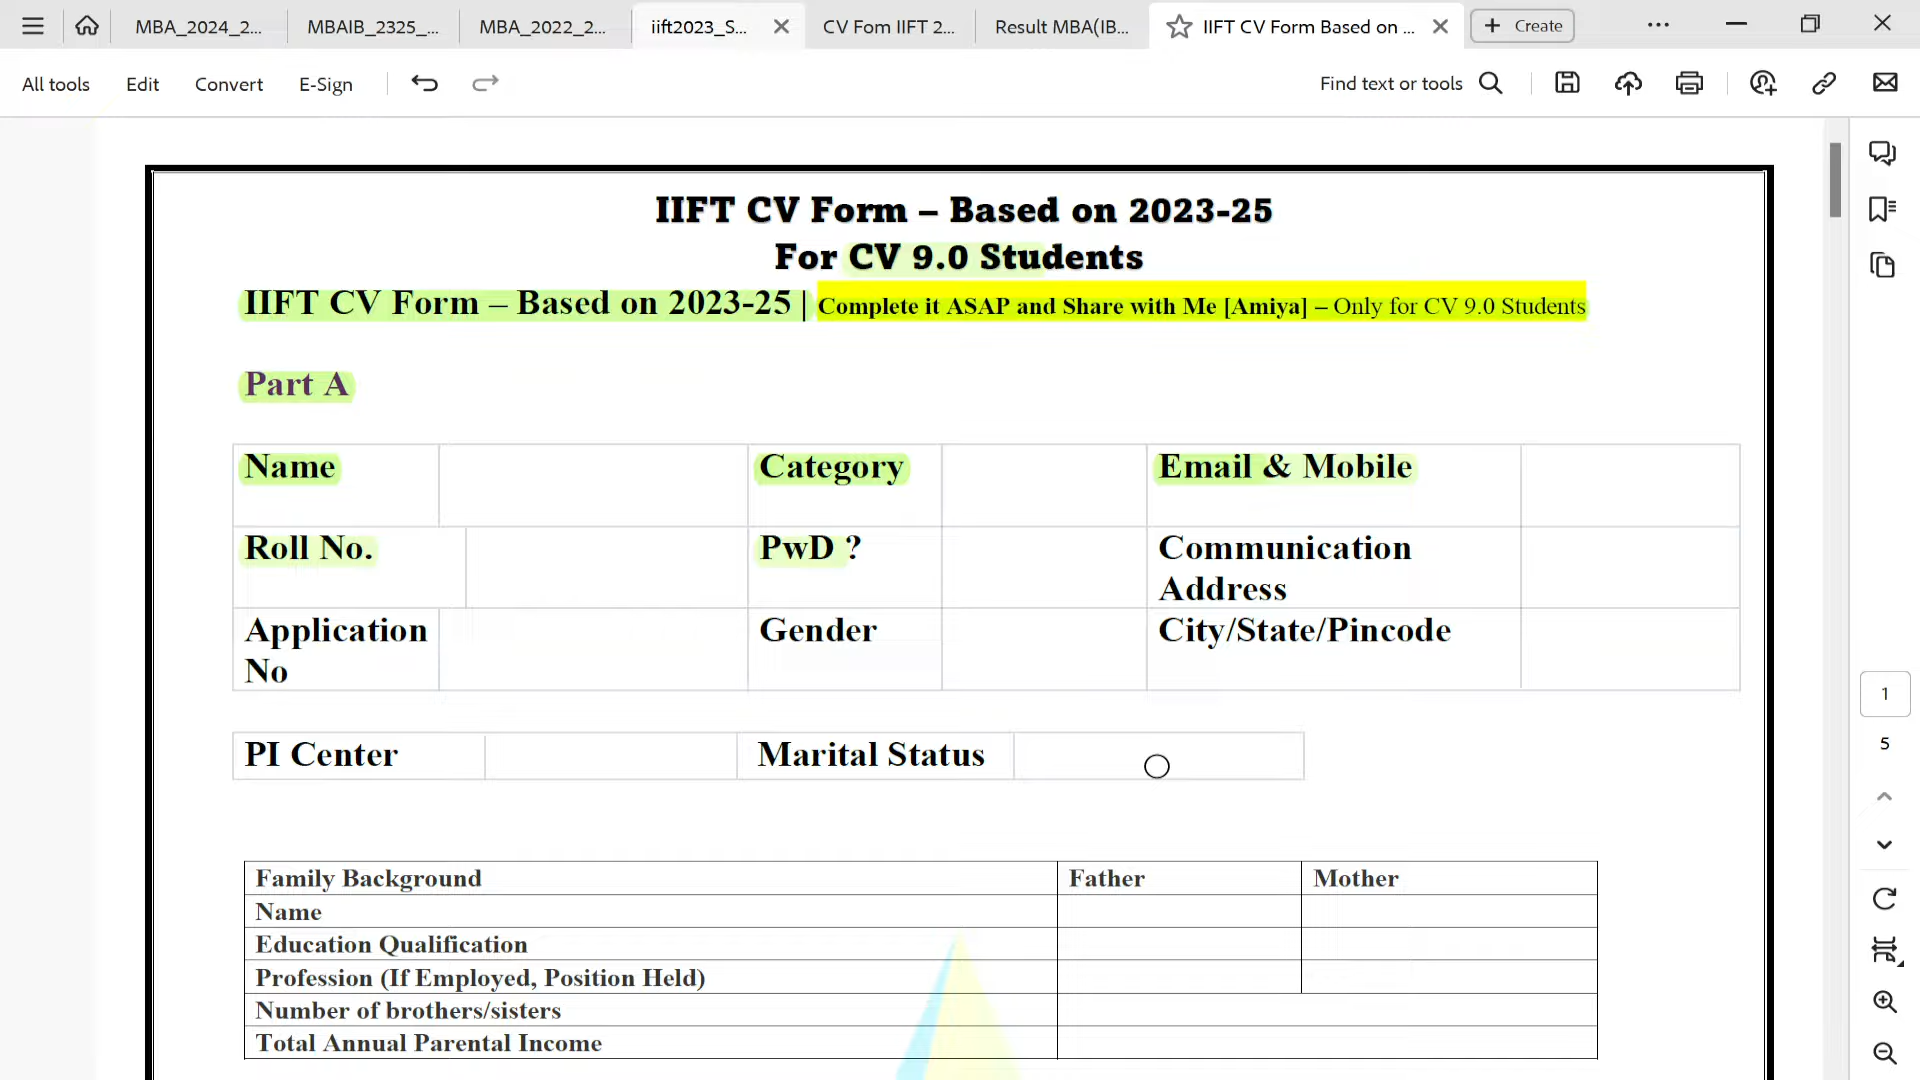 MBA_2024_2...
MBAIB_2325_...
MBA_2022_2...
iift2023_S...
CV Fom IIFT 2...
Result MBA(IB...
IIFT CV Form Based on ...
Create
All tools
Edit
Convert
E-Sign
Find text or tools
IIFT CV Form – Based on 2023-25
For CV 9.0 Students
IIFT CV Form – Based on 2023-25 | Complete it ASAP and Share with Me [Amiya] – Only for CV 9.0 Students
Part A
Name Category Email & Mobile
Roll No. PwD ? Communication
Address
Application Gender City/State/Pincode
No
PI Center Marital Status
Family Background Father Mother
Name
Education Qualification
Profession (If Employed, Position Held)
Number of brothers/sisters
Total Annual Parental Income
1
5